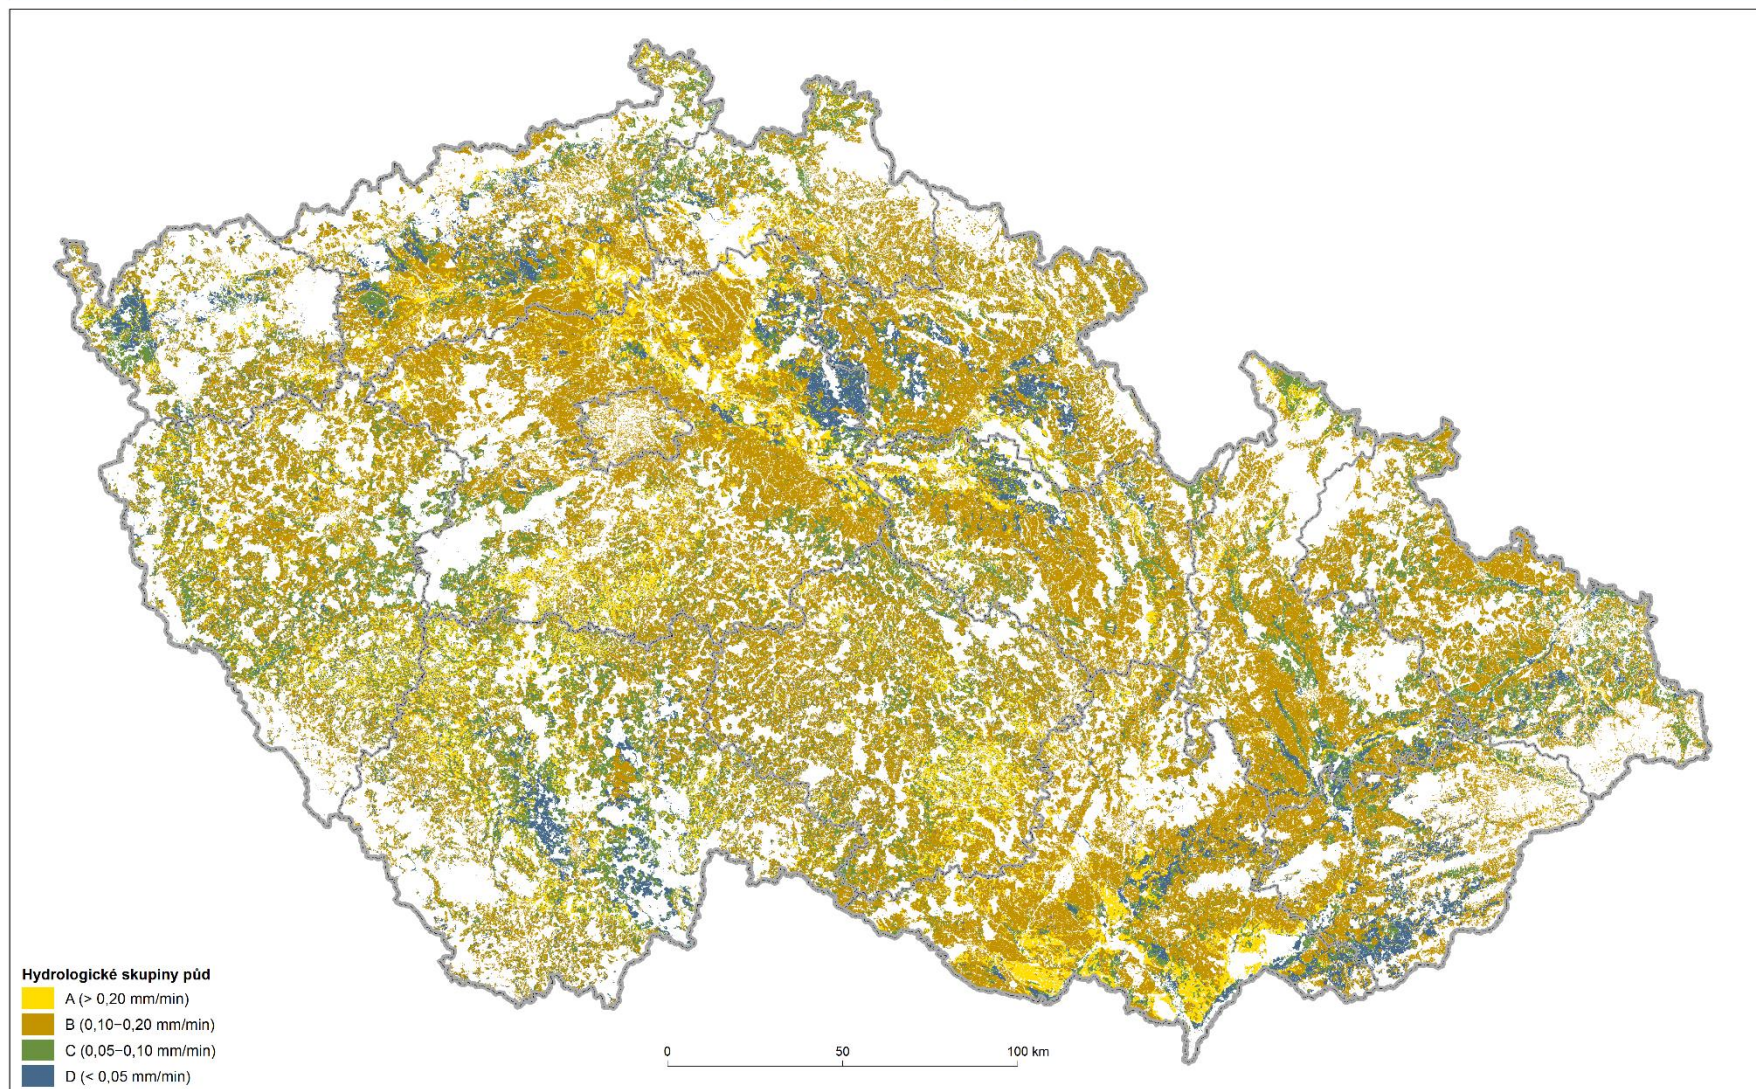 Hydrologické skupiny půd
A (> 0,20 mm/min)
B (0,10−0,20 mm/min)
C (0,05−0,10 mm/min)
D (< 0,05 mm/min)
0 50 100 km